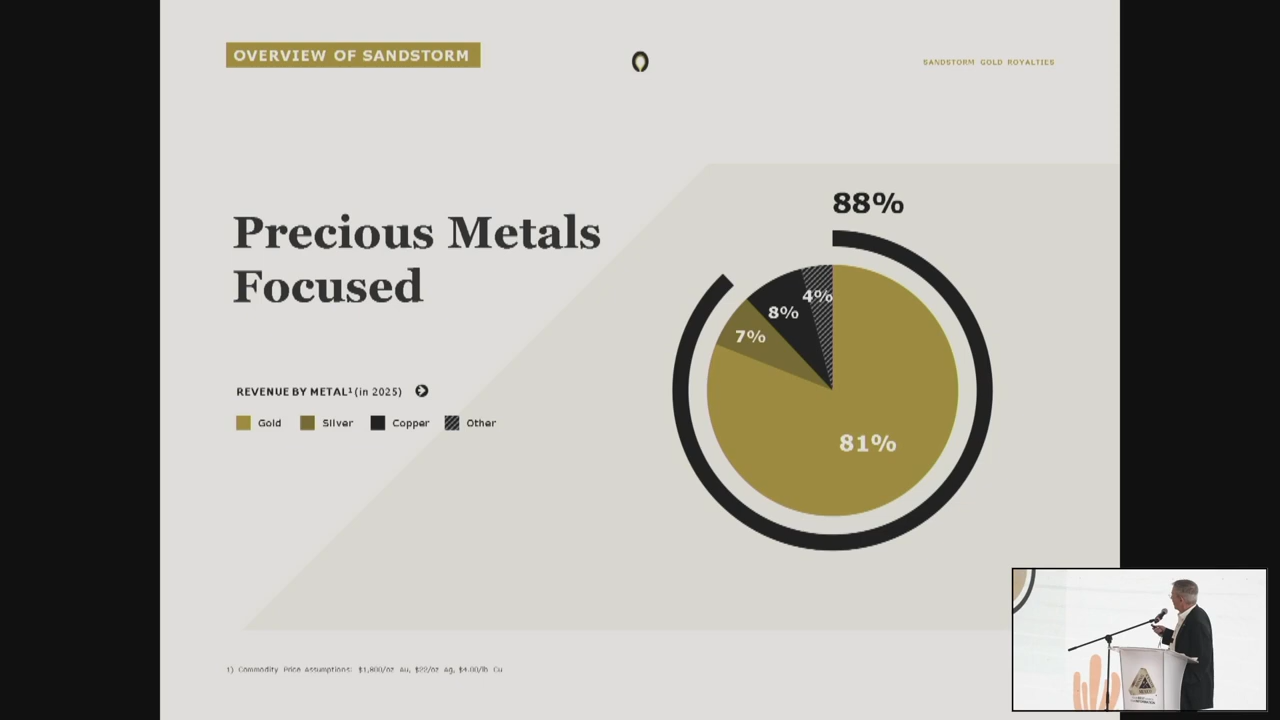 OVERVIEW OF SANDSTORM
SANDSTORM GOLD ROYALTIES
Precious Metals
Focused
REVENUE BY METAL¹ (in 2025)
Gold Silver Copper Other
88%
4%
8%
7%
81%
1) Commodity Price Assumptions: $1,800/oz Au, $22/oz Ag, $4.00/lb Cu